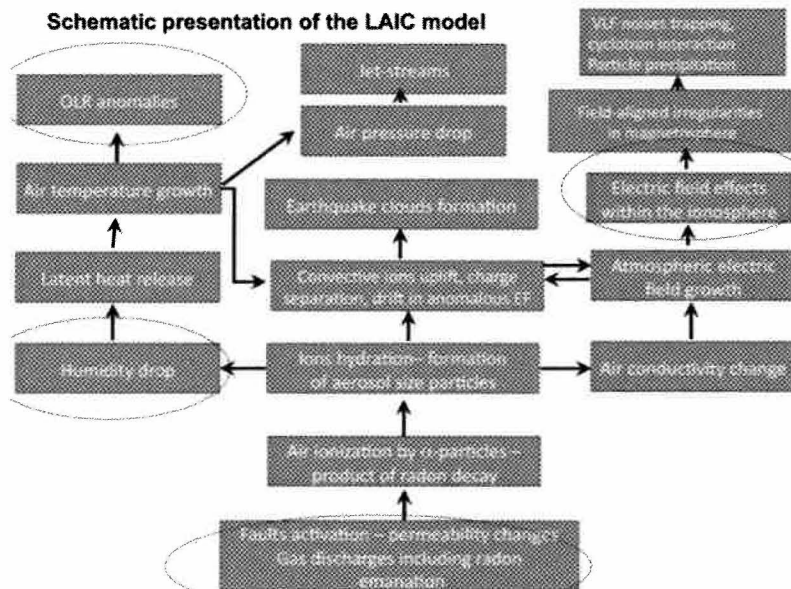 Schematic presentation of the LAIC model
VLF noises trapping,
cyclotron interaction
Particle precipitation
Jet-streams
OLR anomalies
Field-aligned irregularities
in magnetosphere
Air pressure drop
Air temperature growth
Electric field effects
within the ionosphere
Earthquake clouds formation
Latent heat release
Convective ions uplift, charge
separation, drift in anomalous EF
Atmospheric electric
field growth
Humidity drop
Ions hydration– formation
of aerosol size particles
Air conductivity change
Air ionization by α-particles –
product of radon decay
Faults activation – permeability changes
Gas discharges including radon
emanation